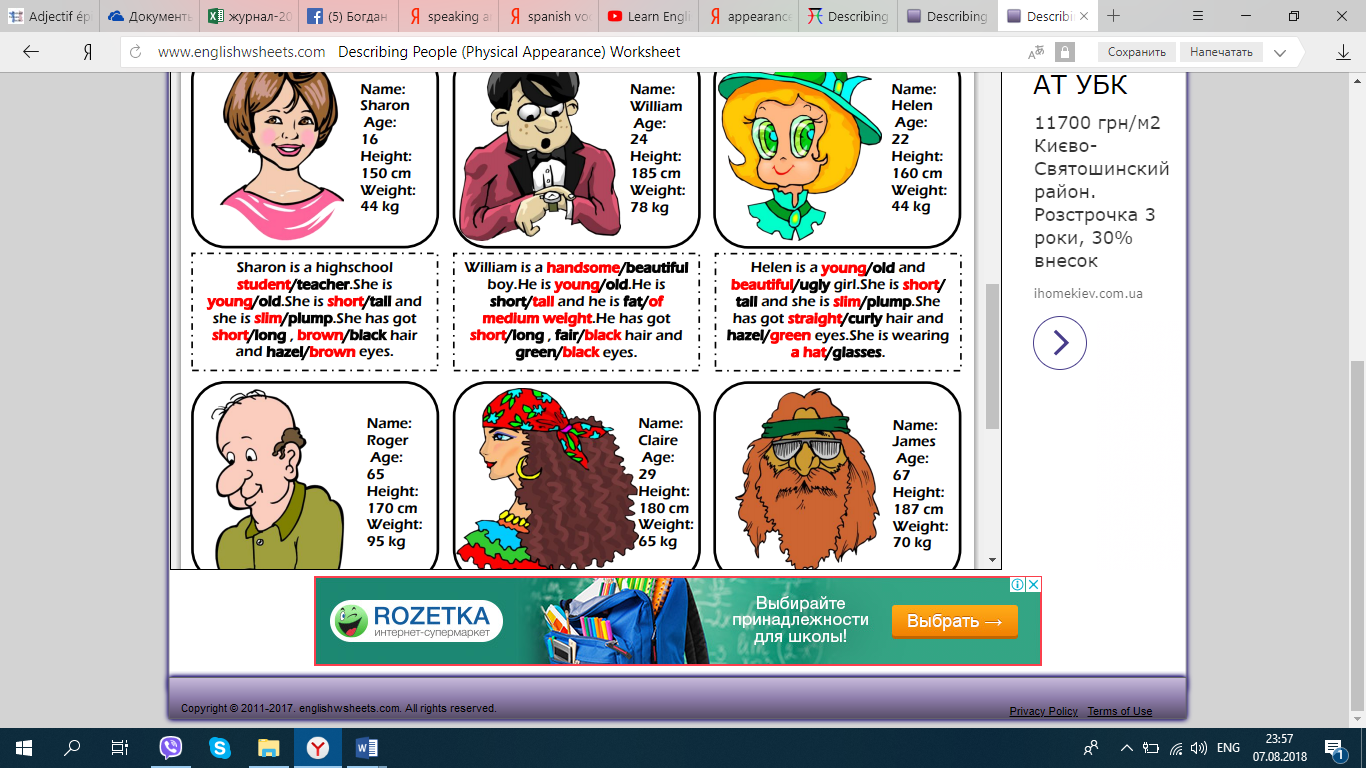 Adjectif ép
Документы
журнал-20
(5) Богдан
speaking a
spanish vo
Learn Engli
appearance
Describing
Describing
Describi
www.englishwsheets.com Describing People (Physical Appearance) Worksheet
Сохранить
Напечатать
Name:
Sharon
Age:
16
Height:
150 cm
Weight:
44 kg
Name:
William
Age:
24
Height:
185 cm
Weight:
78 kg
Name:
Helen
Age:
22
Height:
160 cm
Weight:
44 kg
Sharon is a highschool
student/teacher.She is
young/old.She is short/tall and
she is slim/plump.She has got
short/long , brown/black hair
and hazel/brown eyes.
William is a handsome/beautiful
boy.He is young/old.He is
short/tall and he is fat/of
medium weight.He has got
short/long , fair/black hair and
green/black eyes.
Helen is a young/old and
beautiful/ugly girl.She is short/
tall and she is slim/plump.She
has got straight/curly hair and
hazel/green eyes.She is wearing
a hat/glasses.
Name:
Roger
Age:
65
Height:
170 cm
Weight:
95 kg
Name:
Claire
Age:
29
Height:
180 cm
Weight:
65 kg
Name:
James
Age:
67
Height:
187 cm
Weight:
70 kg
АТ УБК
11700 грн/м2
Києво-
Святошинский
район.
Розстрочка 3
роки, 30%
внесок
ihomekiev.com.ua
ROZETKA
интернет-супермаркет
Выбирайте
принадлежности
для школы!
Выбрать →
Copyright © 2011-2017. englishwsheets.com. All rights reserved.
Privacy Policy Terms of Use
ENG
23:57
07.08.2018
1